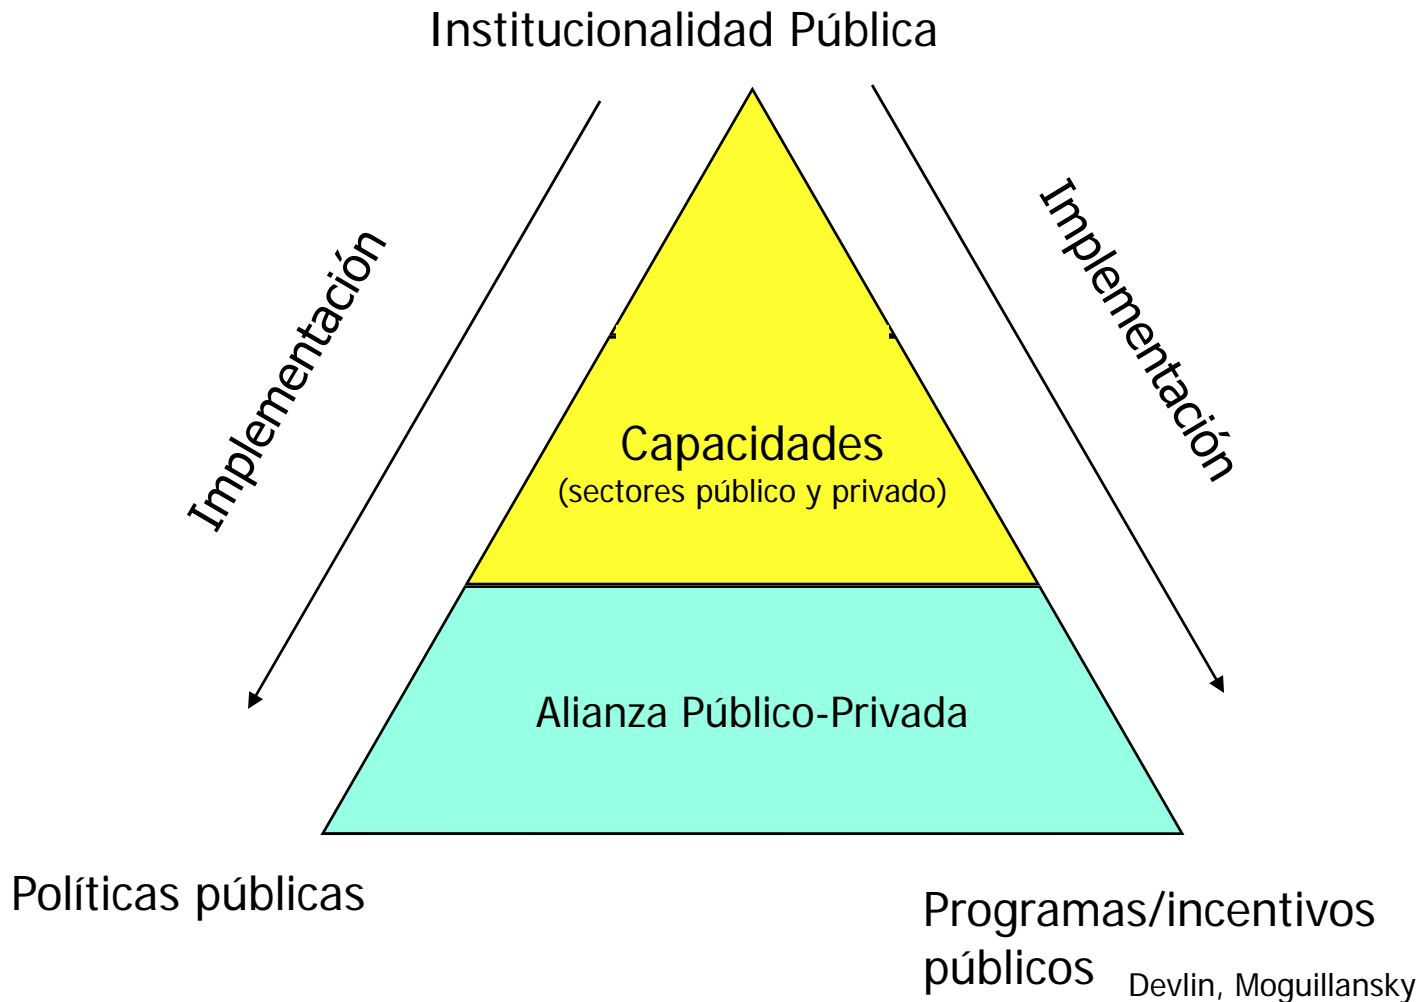 Institucionalidad Pública
Implementación
Implementación
Capacidades
(sectores público y privado)
Alianza Público-Privada
Políticas públicas
Programas/incentivos
públicos
Devlin, Moguillansky